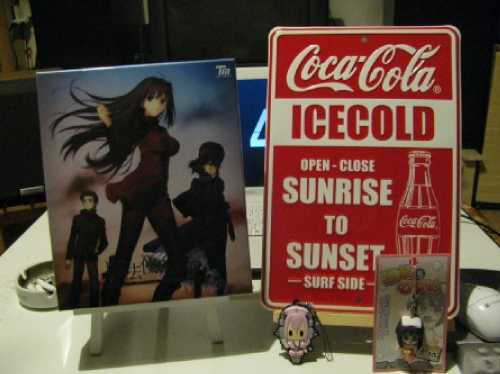 Coca-Cola®
ICECOLD
OPEN - CLOSE
SUNRISE
TO
SUNSET
SURF SIDE
Coca-Cola